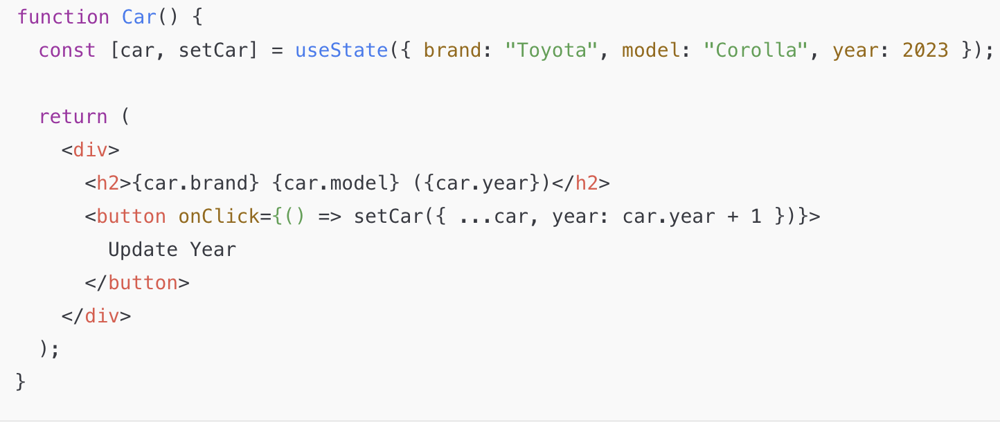 function Car() {
  const [car, setCar] = useState({ brand: "Toyota", model: "Corolla", year: 2023 });
  return (
    <div>
      <h2>{car.brand} {car.model} ({car.year})</h2>
      <button onClick={() => setCar({ ...car, year: car.year + 1 })}>
        Update Year
      </button>
    </div>
  );
}